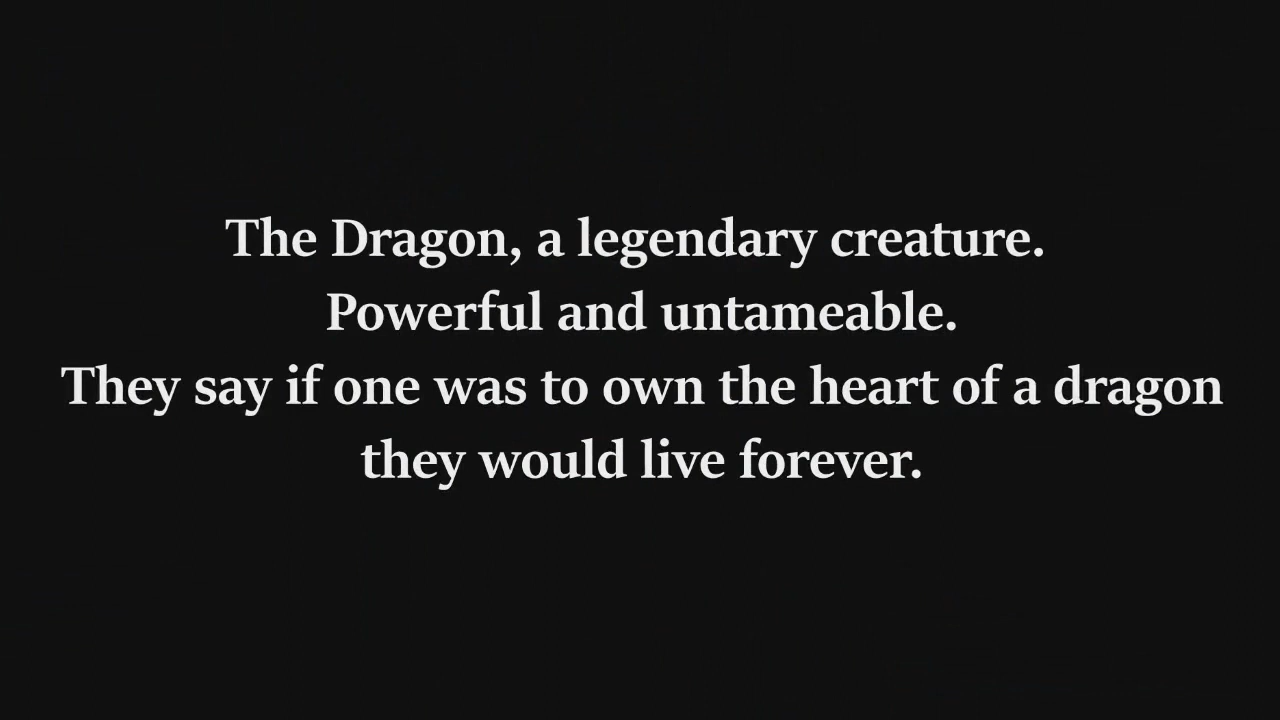 The Dragon, a legendary creature.
Powerful and untameable.
They say if one was to own the heart of a dragon
they would live forever.